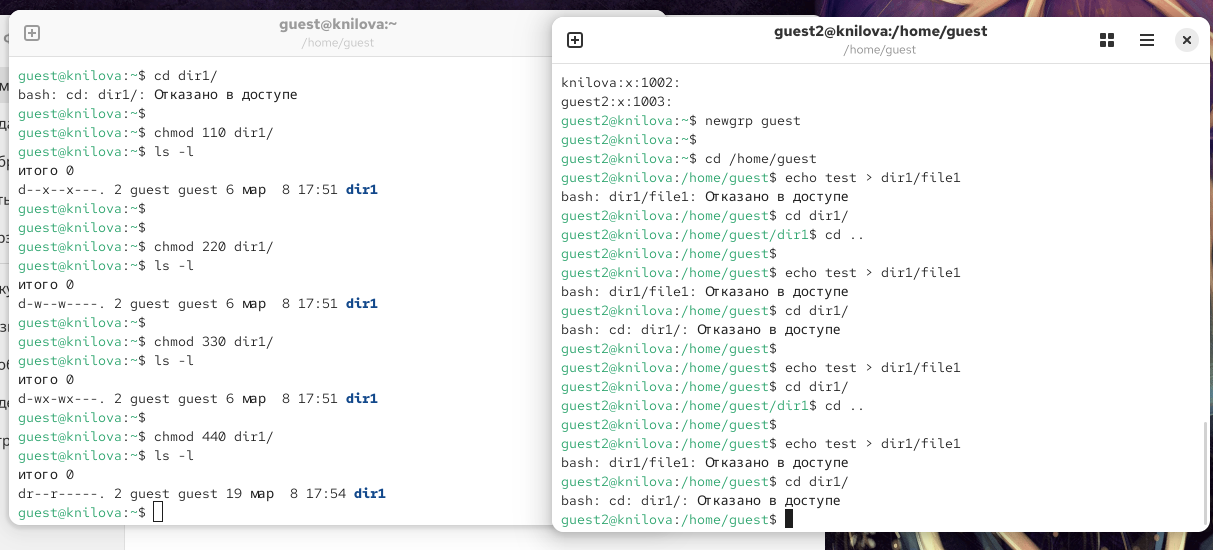 guest@knilova:~
/home/guest
guest@knilova:~$ cd dir1/
bash: cd: dir1/: Отказано в доступе
guest@knilova:~$
guest@knilova:~$ chmod 110 dir1/
guest@knilova:~$ ls -l
итого 0
d--x--x---. 2 guest guest 6 мар  8 17:51 dir1
guest@knilova:~$
guest@knilova:~$
guest@knilova:~$ chmod 220 dir1/
guest@knilova:~$ ls -l
итого 0
d-w--w----. 2 guest guest 6 мар  8 17:51 dir1
guest@knilova:~$
guest@knilova:~$ chmod 330 dir1/
guest@knilova:~$ ls -l
итого 0
d-wx-wx---. 2 guest guest 6 мар  8 17:51 dir1
guest@knilova:~$
guest@knilova:~$ chmod 440 dir1/
guest@knilova:~$ ls -l
итого 0
dr--r-----. 2 guest guest 19 мар  8 17:54 dir1
guest@knilova:~$
guest2@knilova:/home/guest
/home/guest
knilova:x:1002:
guest2:x:1003:
guest2@knilova:~$ newgrp guest
guest2@knilova:~$
guest2@knilova:~$ cd /home/guest
guest2@knilova:/home/guest$ echo test > dir1/file1
bash: dir1/file1: Отказано в доступе
guest2@knilova:/home/guest$ cd dir1/
guest2@knilova:/home/guest/dir1$ cd ..
guest2@knilova:/home/guest$
guest2@knilova:/home/guest$ echo test > dir1/file1
bash: dir1/file1: Отказано в доступе
guest2@knilova:/home/guest$ cd dir1/
bash: cd: dir1/: Отказано в доступе
guest2@knilova:/home/guest$
guest2@knilova:/home/guest$ echo test > dir1/file1
guest2@knilova:/home/guest$ cd dir1/
guest2@knilova:/home/guest/dir1$ cd ..
guest2@knilova:/home/guest$
guest2@knilova:/home/guest$ echo test > dir1/file1
bash: dir1/file1: Отказано в доступе
guest2@knilova:/home/guest$ cd dir1/
bash: cd: dir1/: Отказано в доступе
guest2@knilova:/home/guest$